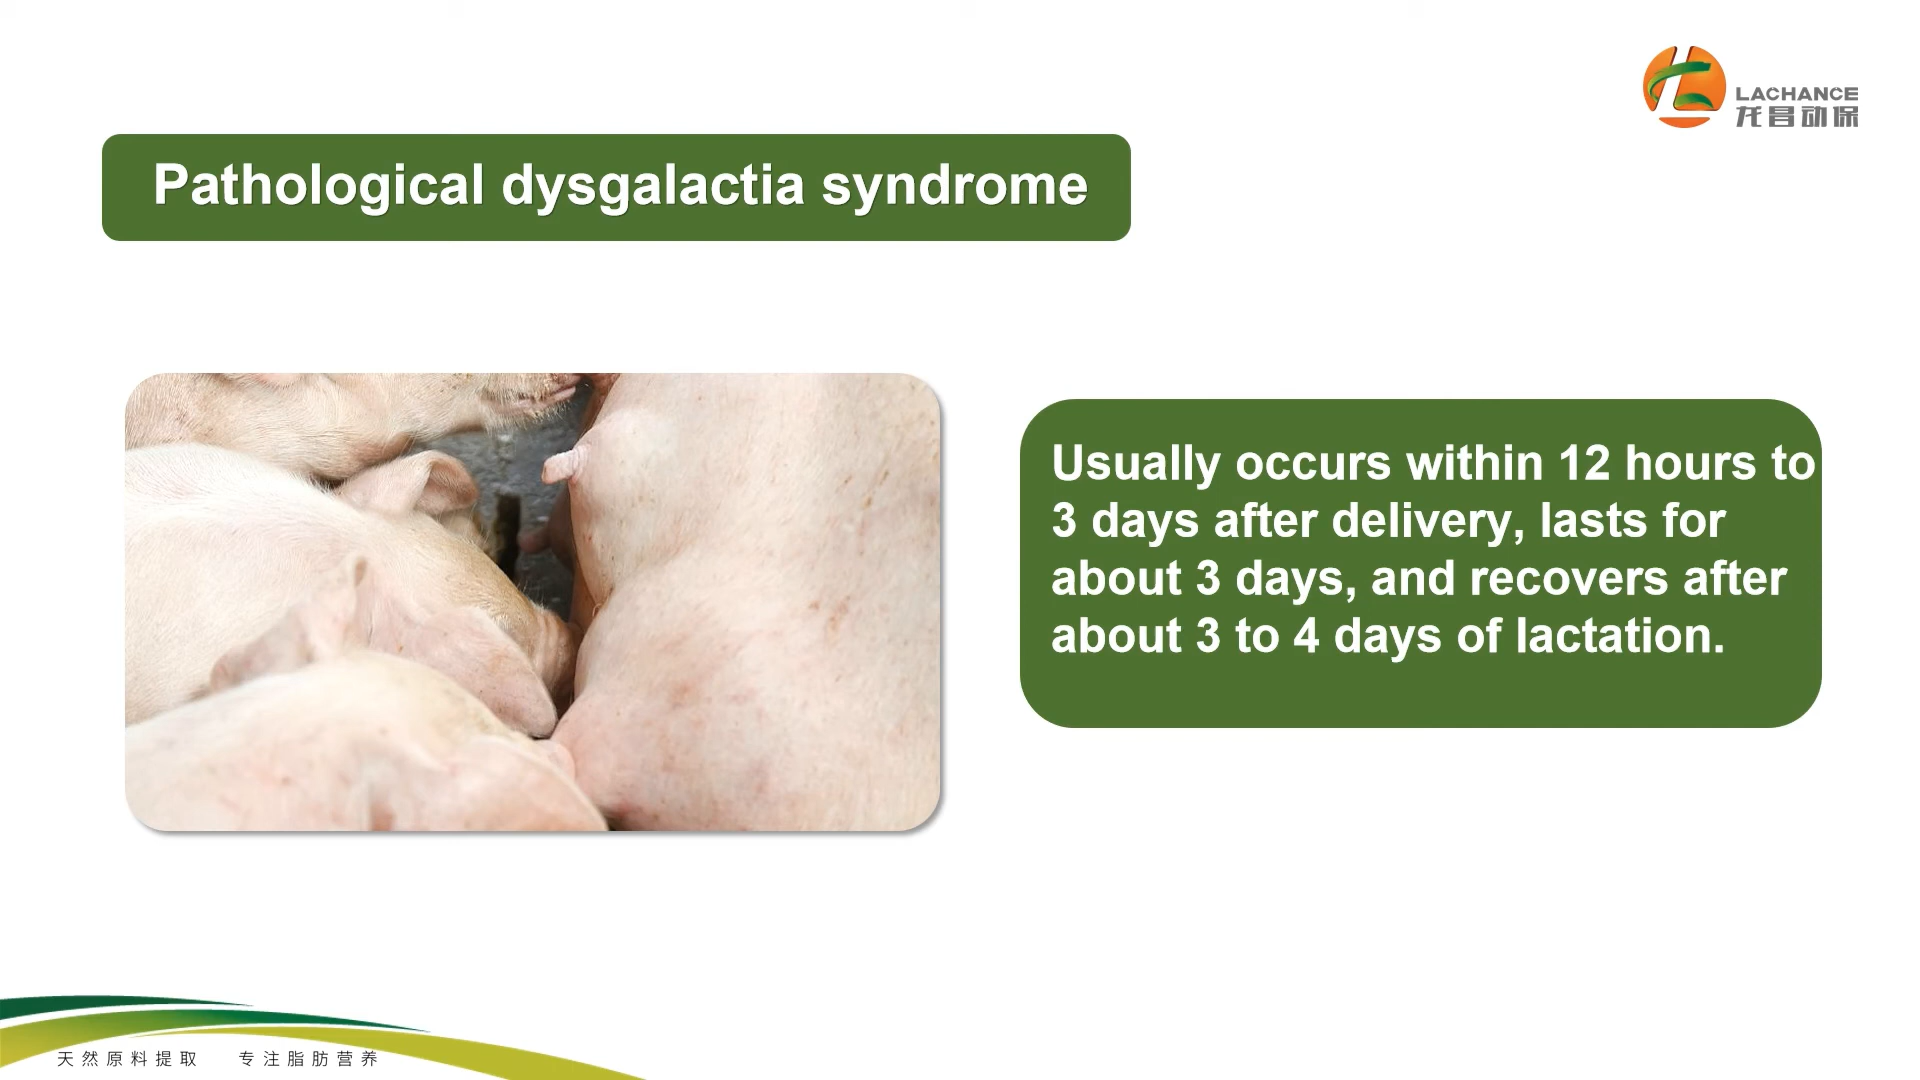 LACHANCE
龙昌动保
Pathological dysgalactia syndrome
Usually occurs within 12 hours to
3 days after delivery, lasts for
about 3 days, and recovers after
about 3 to 4 days of lactation.
天然原料提取 专注脂肪营养